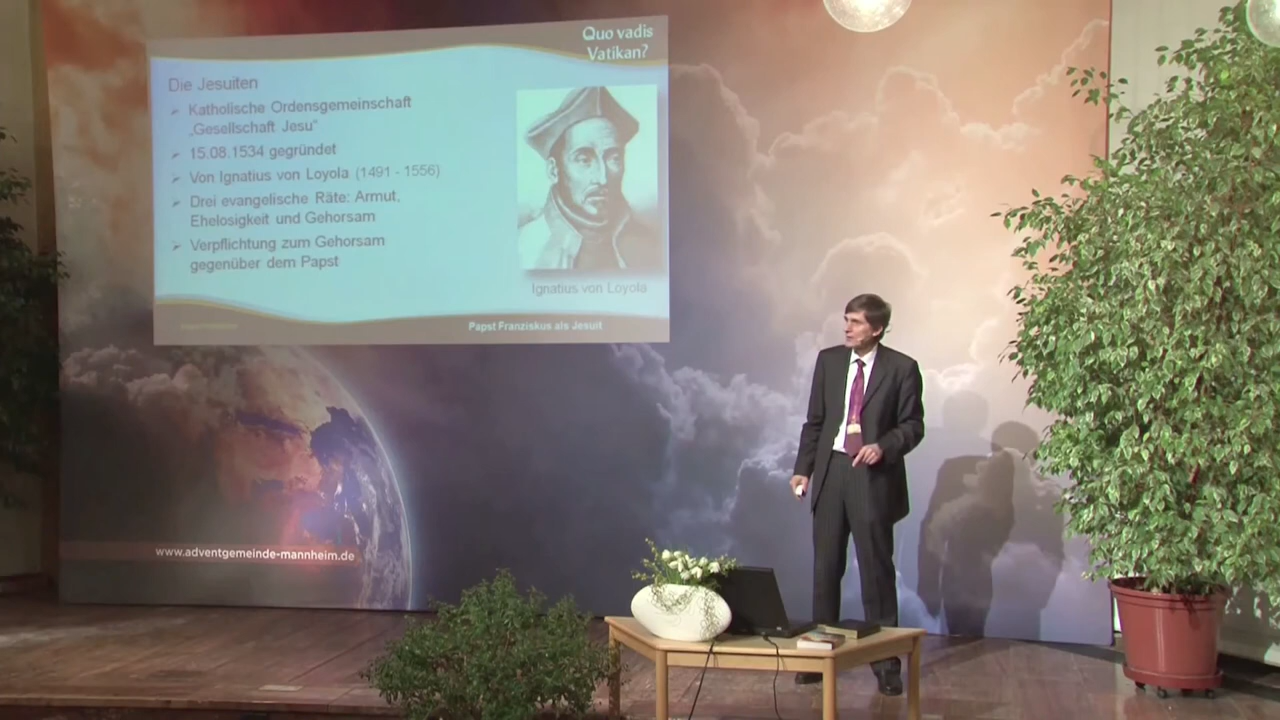 Quo vadis
Vatikan?
Die Jesuiten
Katholische Ordensgemeinschaft
„Gesellschaft Jesu“
15.08.1534 gegründet
Von Ignatius von Loyola (1491 - 1556)
Drei evangelische Räte: Armut,
Ehelosigkeit und Gehorsam
Verpflichtung zum Gehorsam
gegenüber dem Papst
Ignatius von Loyola
Papst Franziskus als Jesuit
www.adventgemeinde-mannheim.de